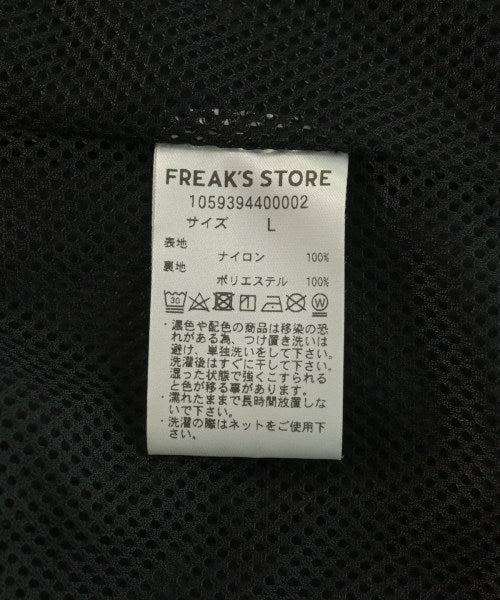 FREAK'S STORE
1059394400002
サイズ L
表地
ナイロン 100%
裏地
ポリエステル 100%
30 W
・濃色や配色の商品は移染の恐
れがある為、つけ置き洗いは
避け、単独洗いをして下さい。
洗濯後はすぐに干して下さい。
湿った状態で強くこすられる
と色が移る事があります。
・濡れたままで長時間放置しな
いで下さい。
・洗濯の際はネットをご使用下
さい。